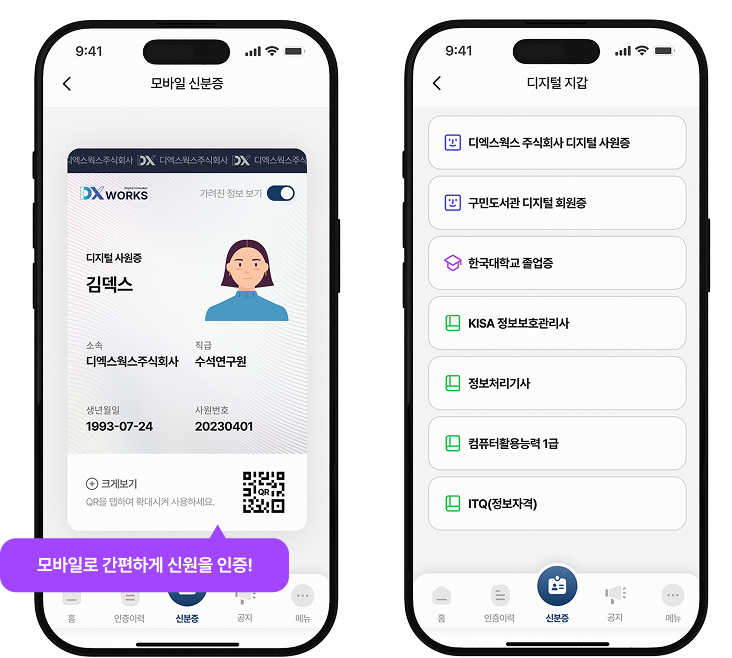 9:41
모바일 신분증
디엑스웍스주식회사 DX 디엑스웍스주식회사 DX 디엑스웍스주식
DXWORKS
가려진 정보 보기
디지털 사원증
김덱스
소속
직급
디엑스웍스주식회사
수석연구원
생년월일
사원번호
1993-07-24
20230401
크게보기
QR을 탭하여 확대시켜 사용하세요.
QR
모바일로 간편하게 신원을 인증!
홈
인증이력
신분증
공지
메뉴
9:41
디지털 지갑
디엑스웍스 주식회사 디지털 사원증
구민도서관 디지털 회원증
한국대학교 졸업증
KISA 정보보호관리사
정보처리기사
컴퓨터활용능력 1급
ITQ(정보자격)
홈
인증이력
신분증
공지
메뉴